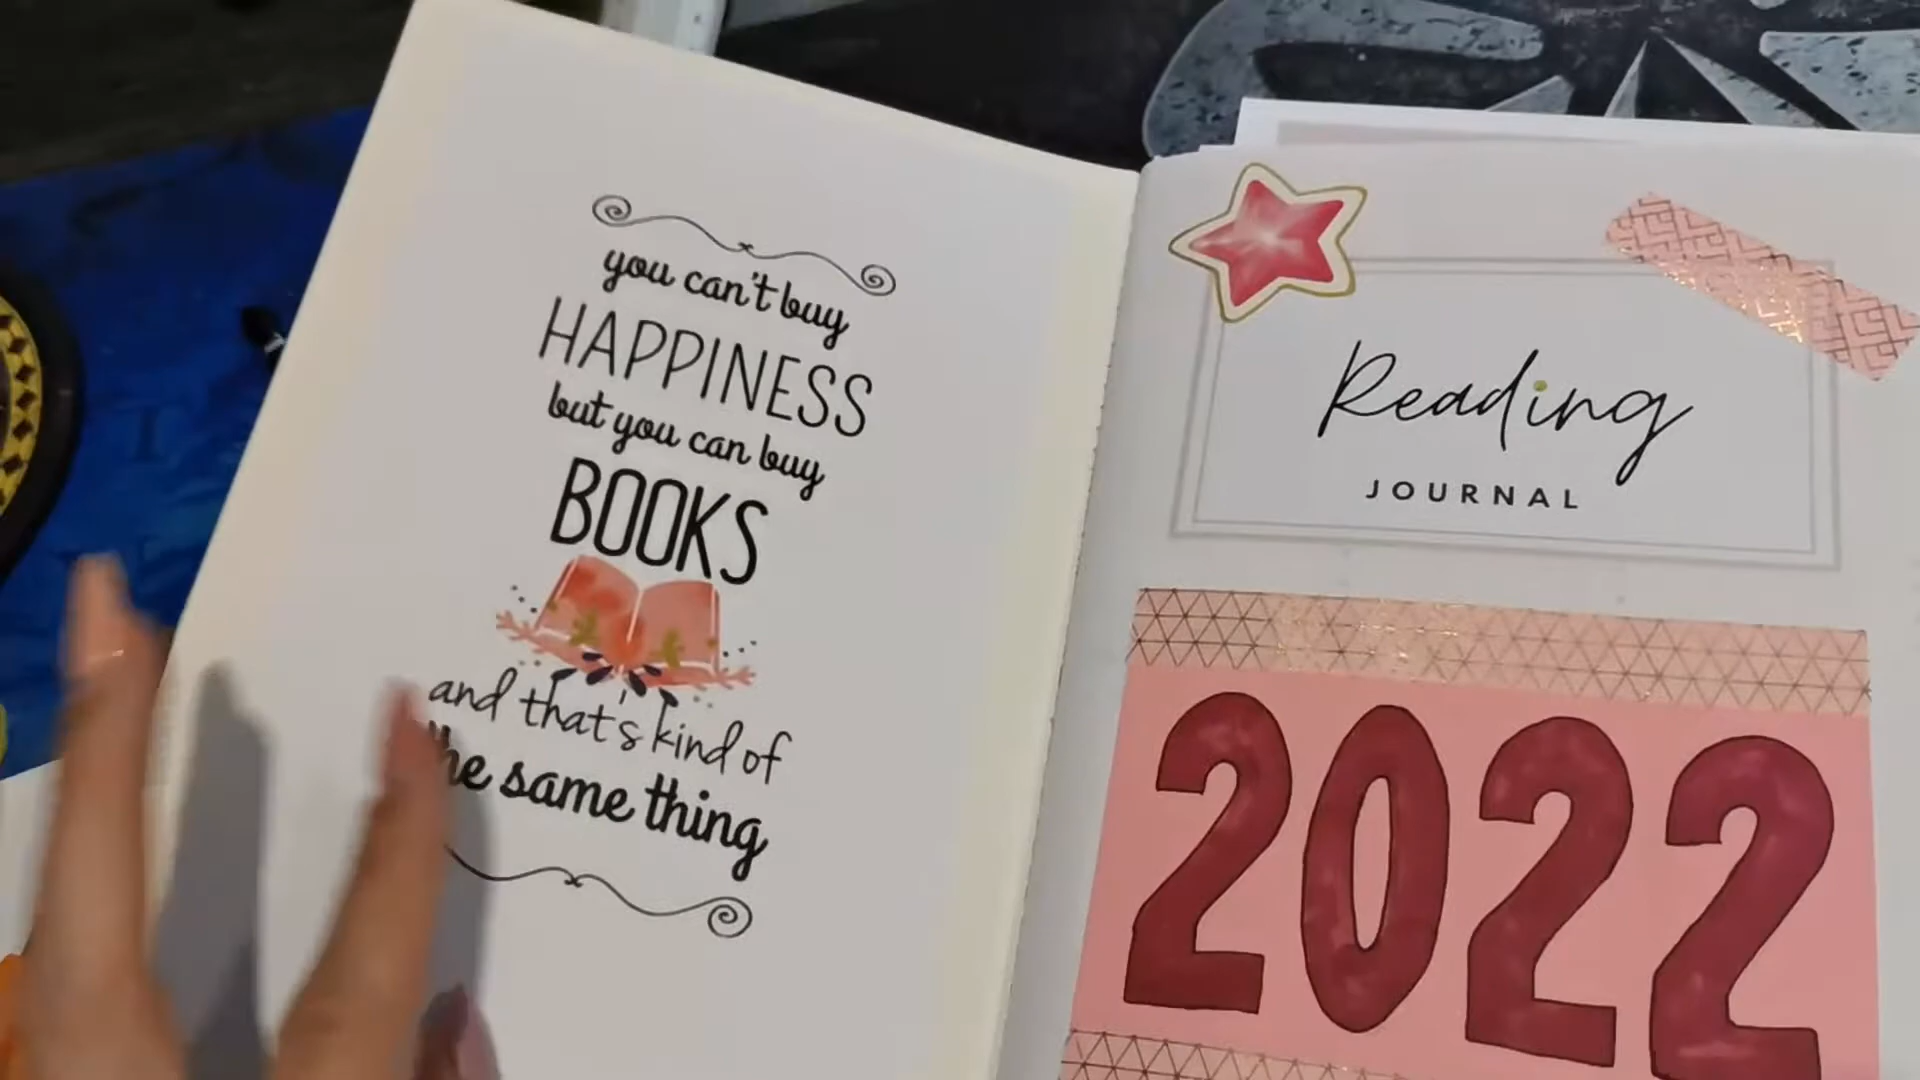 you can't buy
HAPPINESS
but you can buy
BOOKS
and that's kind of
the same thing
Reading
JOURNAL
2022